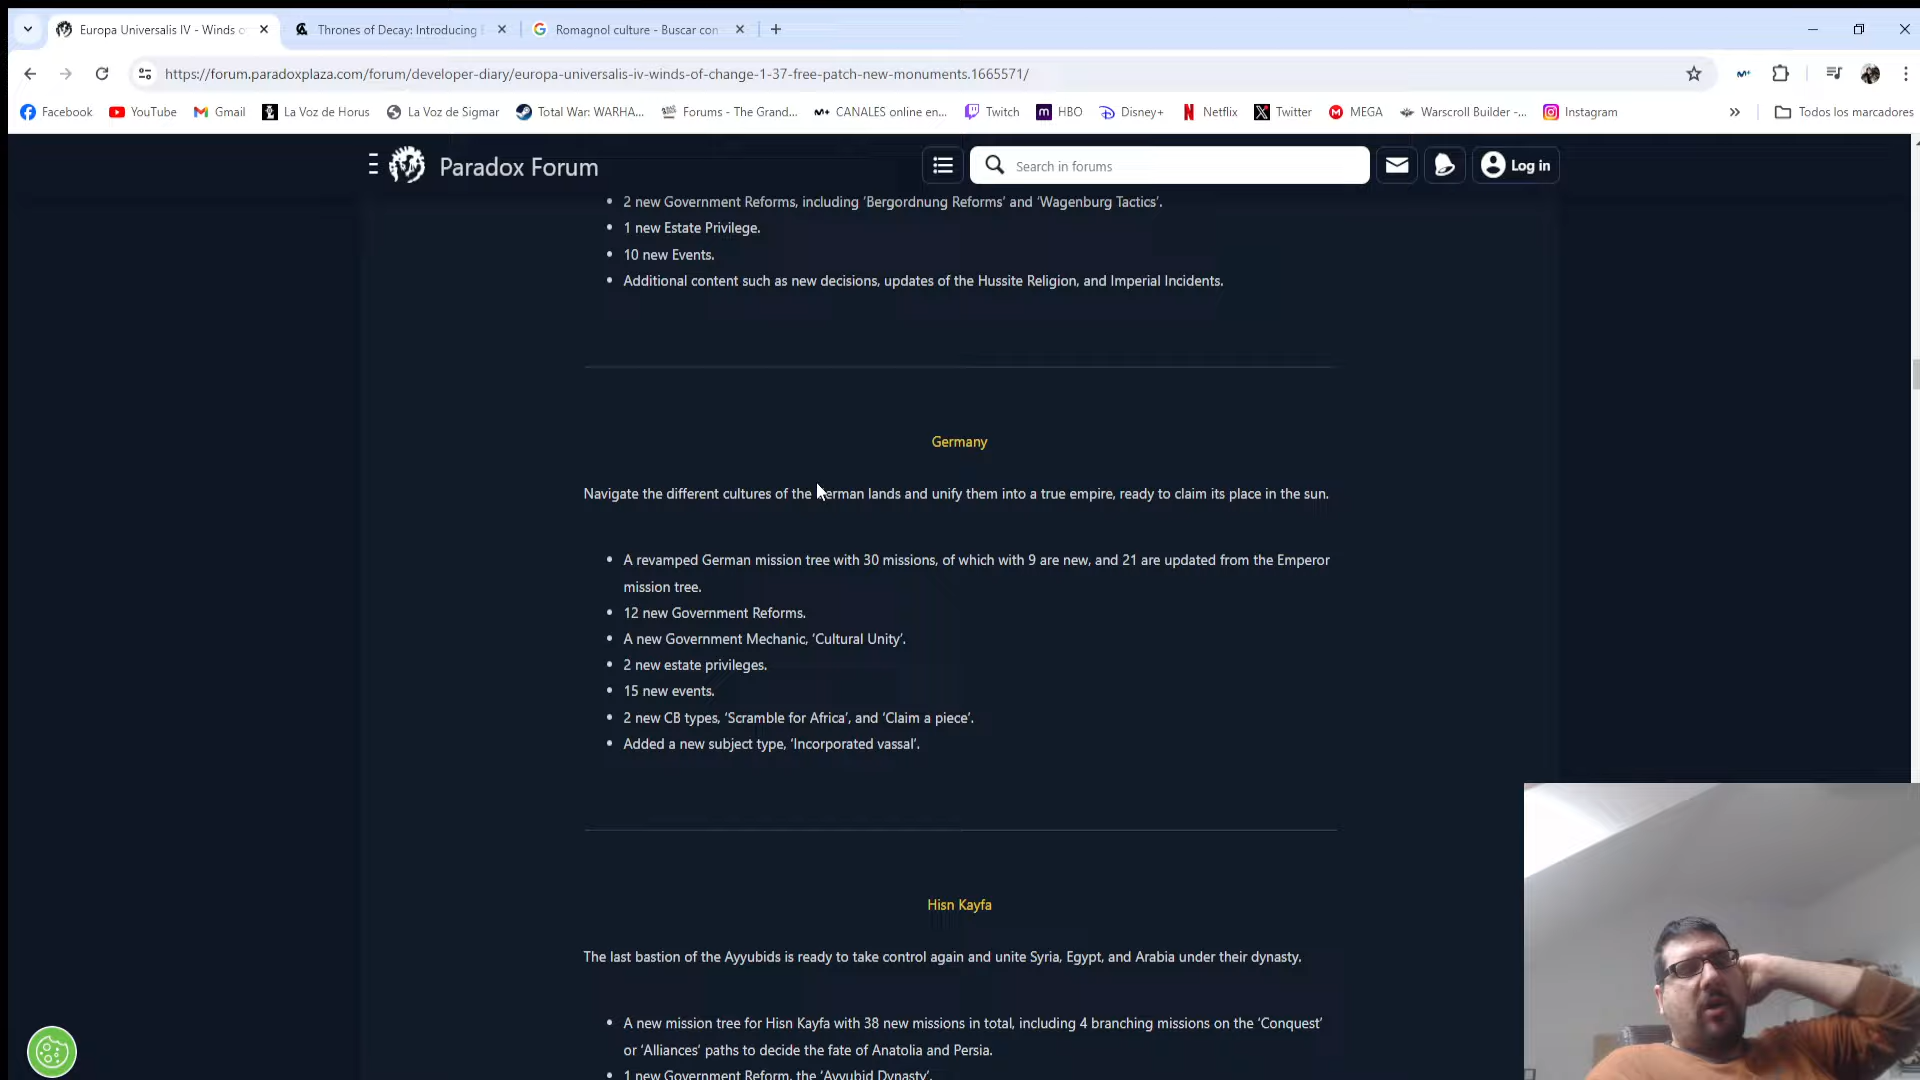 Europa Universalis IV - Winds o
Thrones of Decay: Introducing
Romagnol culture - Buscar con
https://forum.paradoxplaza.com/forum/developer-diary/europa-universalis-iv-winds-of-change-1-37-free-patch-new-monuments.1665571/
Facebook
YouTube
Gmail
La Voz de Horus
La Voz de Sigmar
Total War: WARHA...
Forums - The Grand...
CANALES online en...
Twitch
HBO
Disney+
Netflix
Twitter
MEGA
Warscroll Builder -...
Instagram
Todos los marcadores
Paradox Forum
Search in forums
Log in
• 2 new Government Reforms, including ‘Bergordnung Reforms’ and ‘Wagenburg Tactics’.
• 1 new Estate Privilege.
• 10 new Events.
• Additional content such as new decisions, updates of the Hussite Religion, and Imperial Incidents.
Germany
Navigate the different cultures of the German lands and unify them into a true empire, ready to claim its place in the sun.
• A revamped German mission tree with 30 missions, of which with 9 are new, and 21 are updated from the Emperor
mission tree.
• 12 new Government Reforms.
• A new Government Mechanic, ‘Cultural Unity’.
• 2 new estate privileges.
• 15 new events.
• 2 new CB types, ‘Scramble for Africa’, and ‘Claim a piece’.
• Added a new subject type, ‘Incorporated vassal’.
Hisn Kayfa
The last bastion of the Ayyubids is ready to take control again and unite Syria, Egypt, and Arabia under their dynasty.
• A new mission tree for Hisn Kayfa with 38 new missions in total, including 4 branching missions on the ‘Conquest’
or ‘Alliances’ paths to decide the fate of Anatolia and Persia.
• 1 new Government Reform, the ‘Ayyubid Dynasty’.